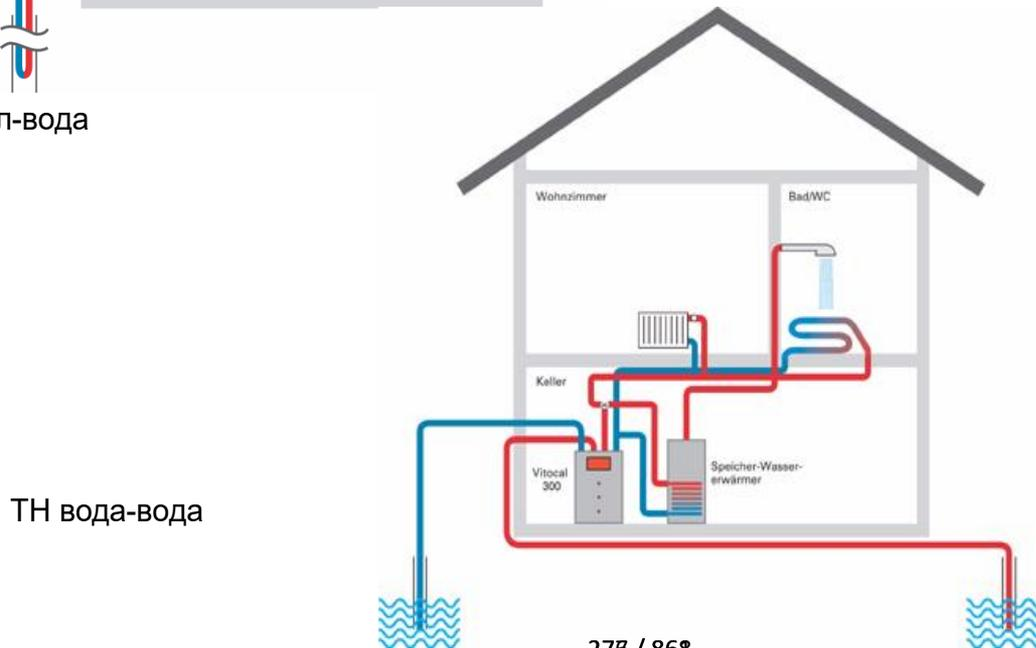 л-вода
Wohnzimmer
Bad/WC
Keller
Vitocal
300
Speicher-Wasser-
erwärmer
ТН вода-вода